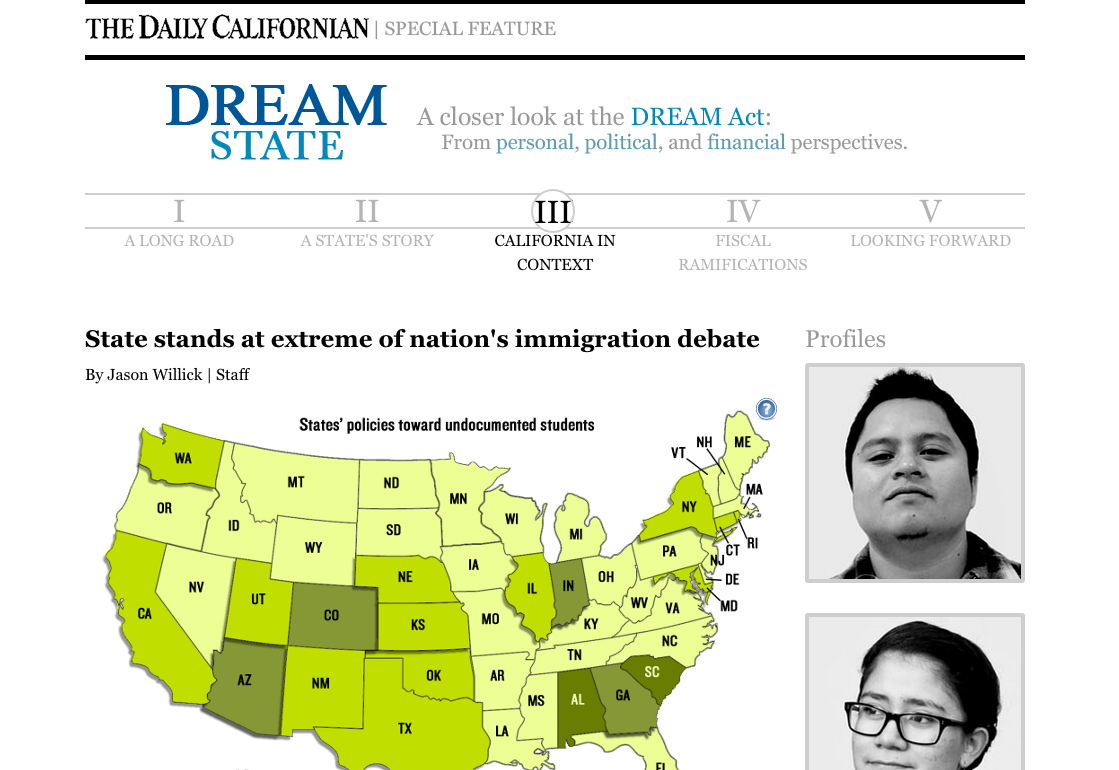 THE DAILY CALIFORNIAN | SPECIAL FEATURE
DREAM
STATE
A closer look at the DREAM Act:
From personal, political, and financial perspectives.
I
II
III
IV
V
A LONG ROAD
A STATE'S STORY
CALIFORNIA IN
CONTEXT
FISCAL
RAMIFICATIONS
LOOKING FORWARD
State stands at extreme of nation's immigration debate
By Jason Willick | Staff
Profiles
?
States' policies toward undocumented students
WA
OR
ID
MT
ND
MN
WI
MI
VT
NH
ME
MA
NY
RI
CT
NJ
PA
DE
MD
SD
WY
NV
CA
UT
CO
NE
IA
IL
IN
OH
WV
VA
KS
MO
KY
NC
TN
AZ
NM
OK
AR
MS
AL
GA
SC
TX
LA
FL